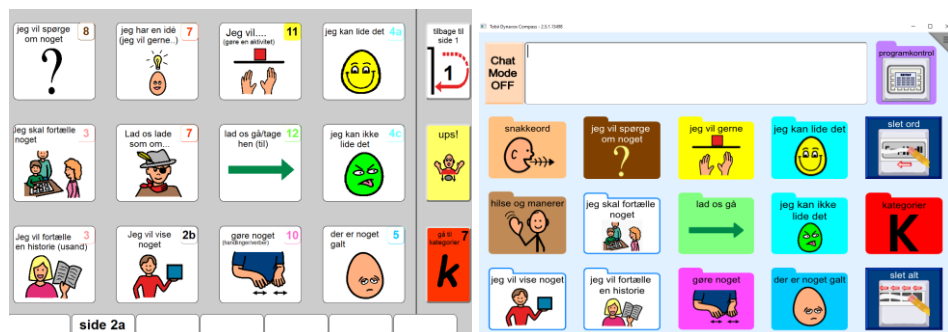 jeg vil spørge om noget 8
jeg har en idé (jeg vil gerne..) 7
Jeg vil.... (gøre en aktivitet) 11
jeg kan lide det 4a
tilbage til side 1
1
Jeg skal fortælle noget 3
Lad os lade som om... 7
lad os gå/tage hen (til) 12
jeg kan ikke lide det 4c
ups!
Jeg vil fortælle en historie (usand) 3
Jeg vil vise noget 2b
gøre noget (handlinger/verber) 10
der er noget galt 5
gå til kategorier 7
k
side 2a
Tobii Dynavox Compass - 2.5.1.15498
Chat Mode OFF
programkontrol
snakkeord
jeg vil spørge om noget
?
jeg vil gerne
jeg kan lide det
slet ord
hilse og manerer
jeg skal fortælle noget
lad os gå
jeg kan ikke lide det
kategorier
K
jeg vil vise noget
jeg vil fortælle en historie
gøre noget
der er noget galt
slet alt